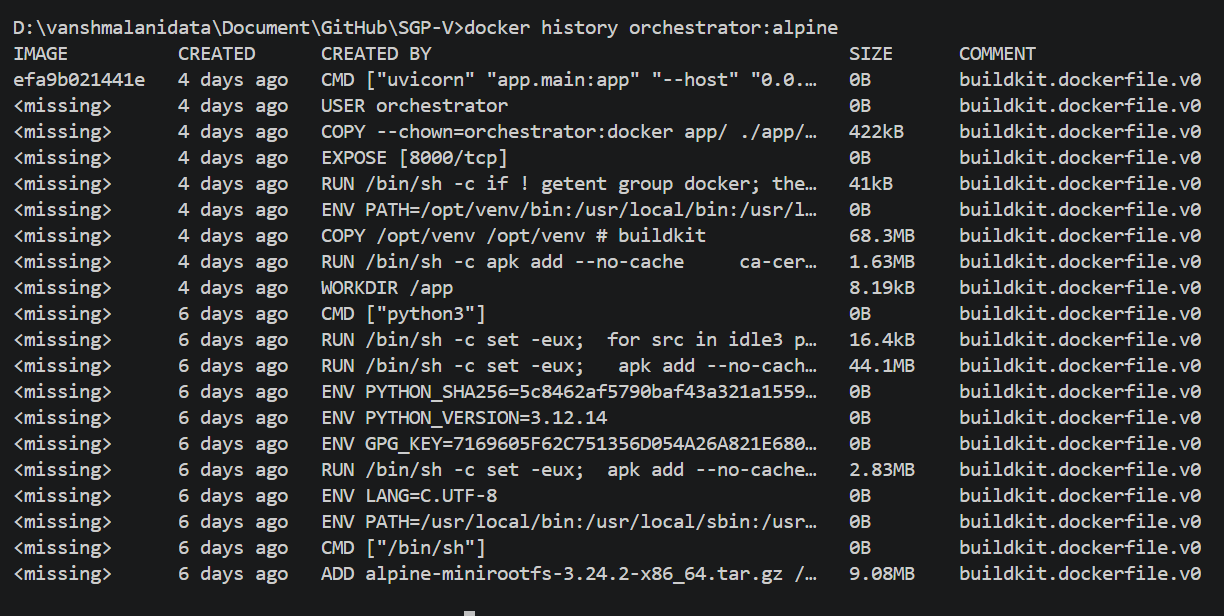 D:\vanshmalanidata\Document\GitHub\SGP-V>docker history orchestrator:alpine
IMAGE CREATED CREATED BY SIZE COMMENT
efa9b021441e 4 days ago CMD ["uvicorn" "app.main:app" "--host" "0.0.… 0B buildkit.dockerfile.v0
<missing> 4 days ago USER orchestrator 0B buildkit.dockerfile.v0
<missing> 4 days ago COPY --chown=orchestrator:docker app/ ./app/… 422kB buildkit.dockerfile.v0
<missing> 4 days ago EXPOSE [8000/tcp] 0B buildkit.dockerfile.v0
<missing> 4 days ago RUN /bin/sh -c if ! getent group docker; the… 41kB buildkit.dockerfile.v0
<missing> 4 days ago ENV PATH=/opt/venv/bin:/usr/local/bin:/usr/l… 0B buildkit.dockerfile.v0
<missing> 4 days ago COPY /opt/venv /opt/venv # buildkit 68.3MB buildkit.dockerfile.v0
<missing> 4 days ago RUN /bin/sh -c apk add --no-cache     ca-cer… 1.63MB buildkit.dockerfile.v0
<missing> 4 days ago WORKDIR /app 8.19kB buildkit.dockerfile.v0
<missing> 6 days ago CMD ["python3"] 0B buildkit.dockerfile.v0
<missing> 6 days ago RUN /bin/sh -c set -eux;  for src in idle3 p… 16.4kB buildkit.dockerfile.v0
<missing> 6 days ago RUN /bin/sh -c set -eux;   apk add --no-cach… 44.1MB buildkit.dockerfile.v0
<missing> 6 days ago ENV PYTHON_SHA256=5c8462af5790baf43a321a1559… 0B buildkit.dockerfile.v0
<missing> 6 days ago ENV PYTHON_VERSION=3.12.14 0B buildkit.dockerfile.v0
<missing> 6 days ago ENV GPG_KEY=7169605F62C751356D054A26A821E680… 0B buildkit.dockerfile.v0
<missing> 6 days ago RUN /bin/sh -c set -eux;  apk add --no-cache… 2.83MB buildkit.dockerfile.v0
<missing> 6 days ago ENV LANG=C.UTF-8 0B buildkit.dockerfile.v0
<missing> 6 days ago ENV PATH=/usr/local/bin:/usr/local/sbin:/usr… 0B buildkit.dockerfile.v0
<missing> 6 days ago CMD ["/bin/sh"] 0B buildkit.dockerfile.v0
<missing> 6 days ago ADD alpine-minirootfs-3.24.2-x86_64.tar.gz /… 9.08MB buildkit.dockerfile.v0